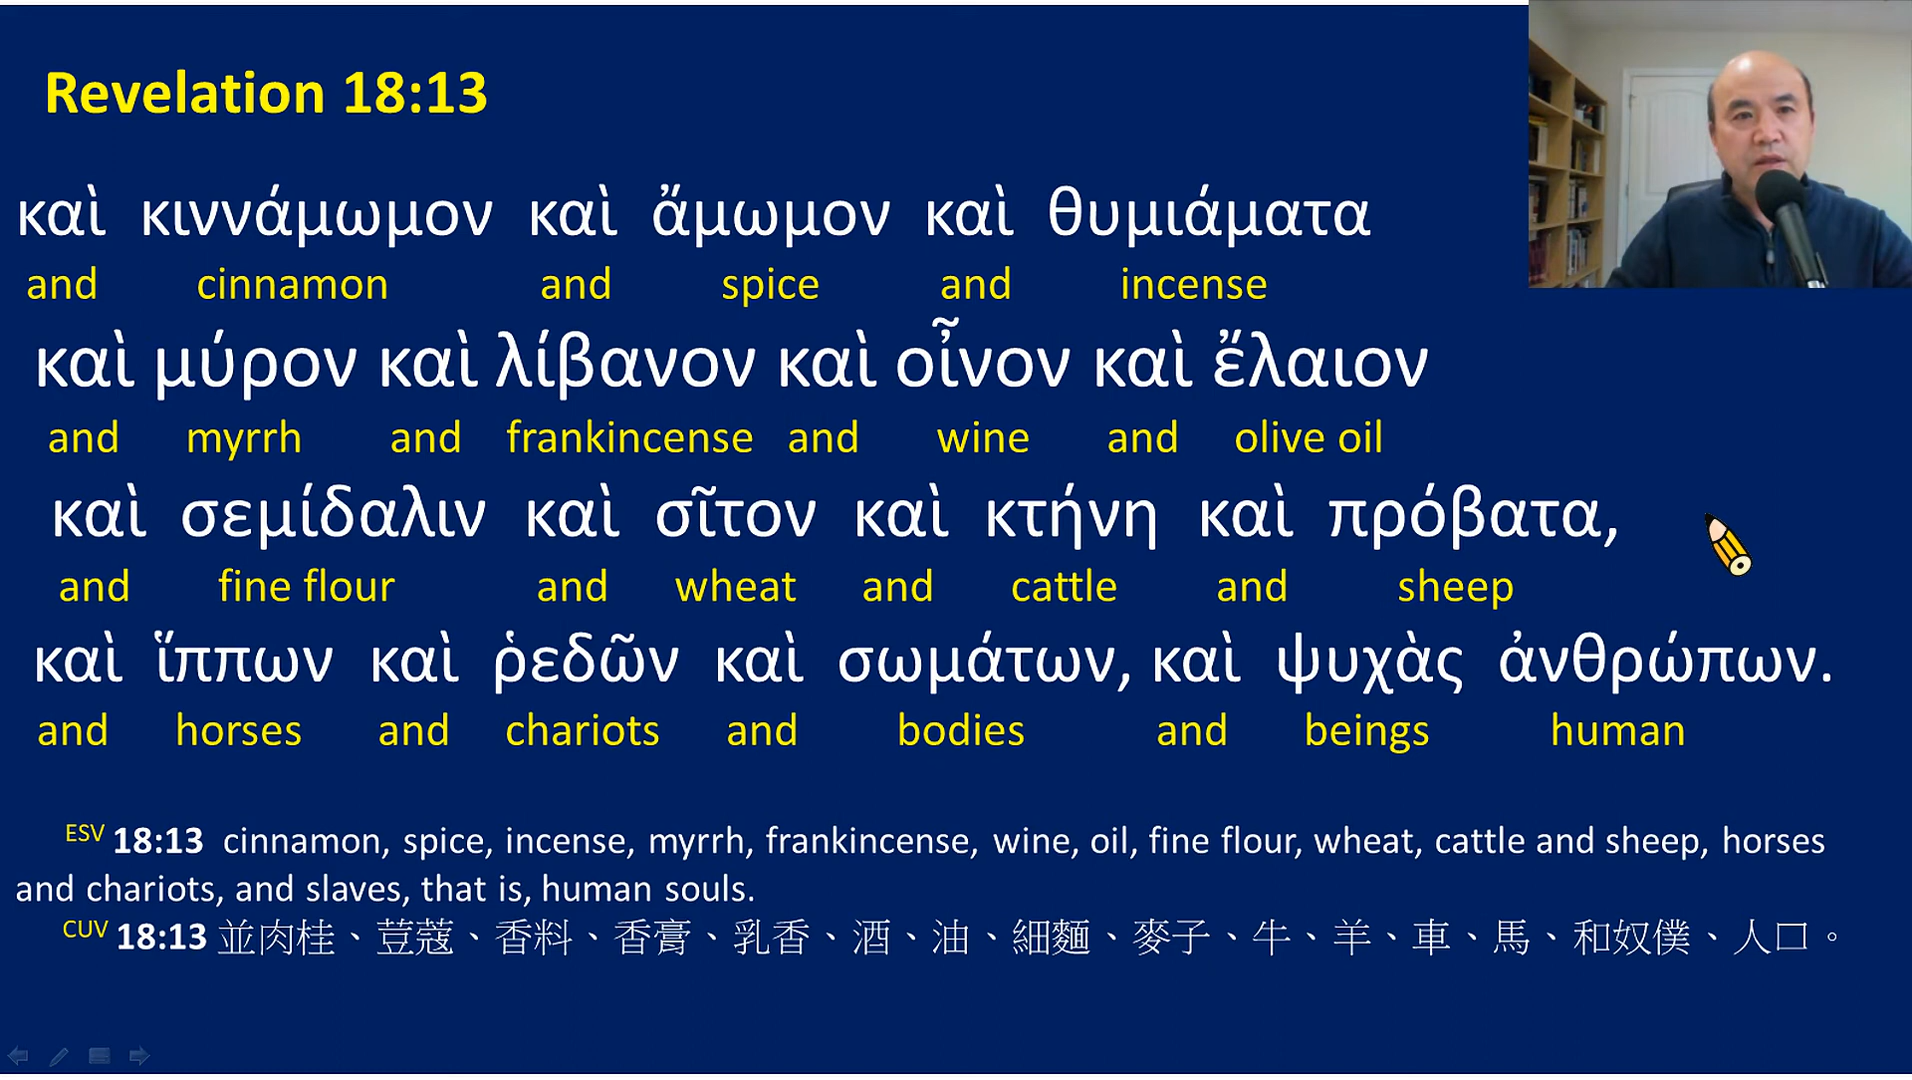 Revelation 18:13
καὶ κιννάμωμον καὶ ἄμωμον καὶ θυμιάματα
and cinnamon and spice and incense
καὶ μύρον καὶ λίβανον καὶ οἶνον καὶ ἔλαιον
and myrrh and frankincense and wine and olive oil
καὶ σεμίδαλιν καὶ σῖτον καὶ κτήνη καὶ πρόβατα,
and fine flour and wheat and cattle and sheep
καὶ ἵππων καὶ ῥεδῶν καὶ σωμάτων, καὶ ψυχὰς ἀνθρώπων.
and horses and chariots and bodies and beings human
ESV 18:13 cinnamon, spice, incense, myrrh, frankincense, wine, oil, fine flour, wheat, cattle and sheep, horses
and chariots, and slaves, that is, human souls.
CUV 18:13 並肉桂、荳蔻、香料、香膏、乳香、酒、油、細麵、麥子、牛、羊、車、馬、和奴僕、人口。